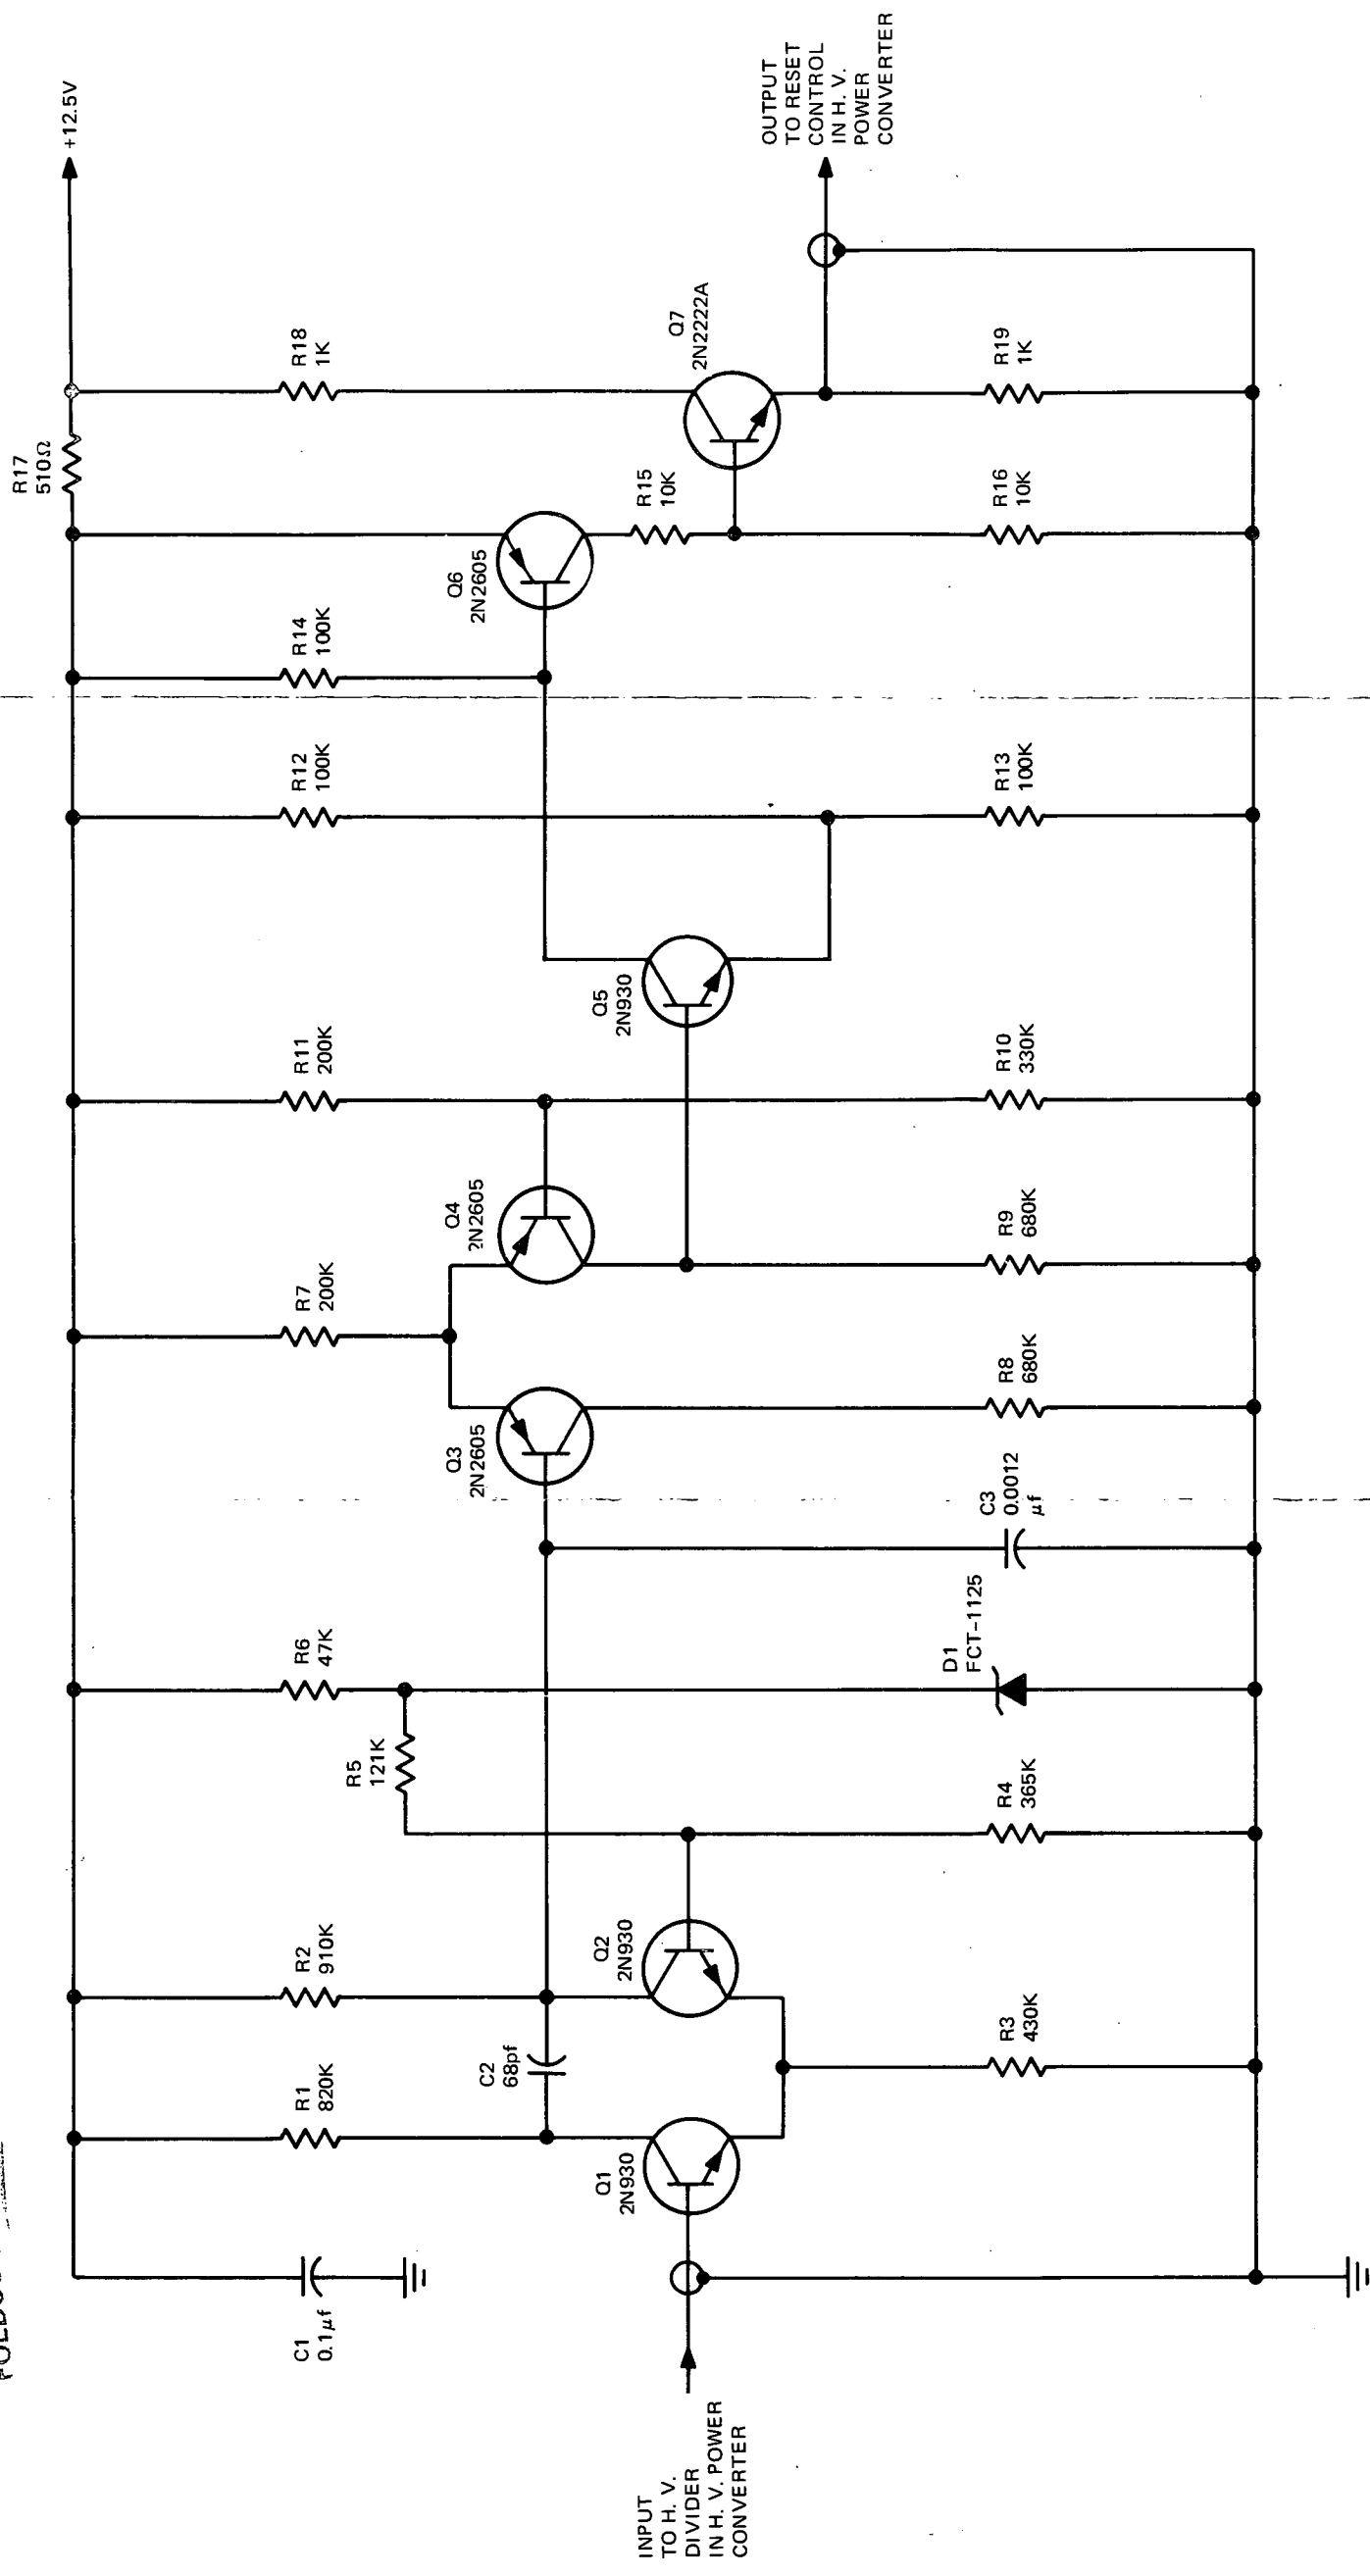 +12.5V
R17
510Ω
R18
1K
Q7
2N2222A
OUTPUT
TO RESET
CONTROL
IN H. V.
POWER
CONVERTER
R19
1K
R15
10K
R16
10K
Q6
2N2605
R14
100K
R12
100K
R13
100K
Q5
2N930
R11
200K
R10
330K
Q4
2N2605
R9
680K
R7
200K
R8
680K
Q3
2N2605
C3
0.0012
µf
R6
47K
D1
FCT-1125
R5
121K
R4
365K
R2
910K
Q2
2N930
C2
68pf
R3
430K
R1
820K
Q1
2N930
C1
0.1µf
INPUT
TO H. V.
DIVIDER
IN H. V. POWER
CONVERTER